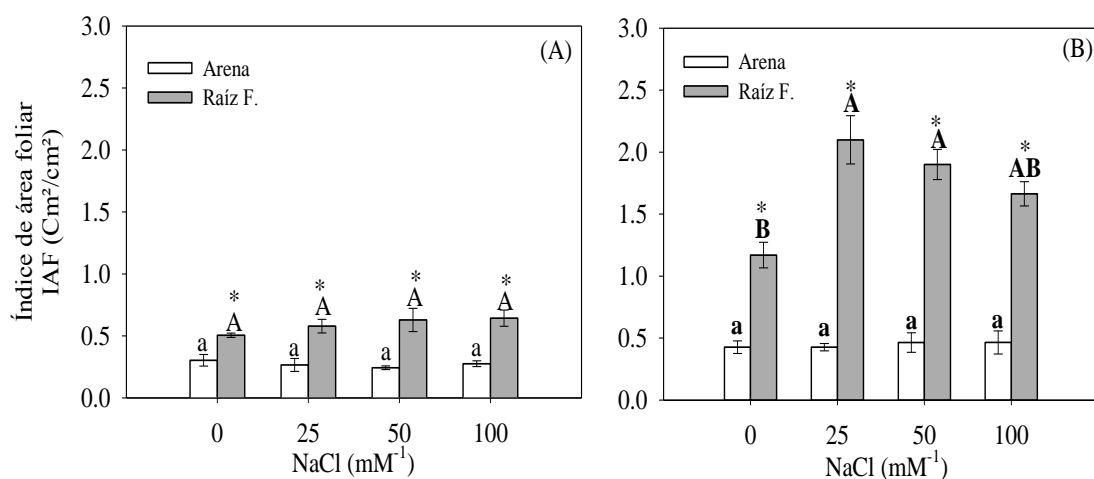 Índice de área foliar
IAF (Cm²/cm²)
3.0
2.5
2.0
1.5
1.0
0.5
0.0
(A)
Arena
Raíz F.
a
*
A
a
*
A
a
*
A
a
*
A
0 25 50 100
NaCl (mM⁻¹)
3.0
2.5
2.0
1.5
1.0
0.5
0.0
(B)
Arena
Raíz F.
a
*
B
a
*
A
a
*
A
a
*
AB
0 25 50 100
NaCl (mM⁻¹)